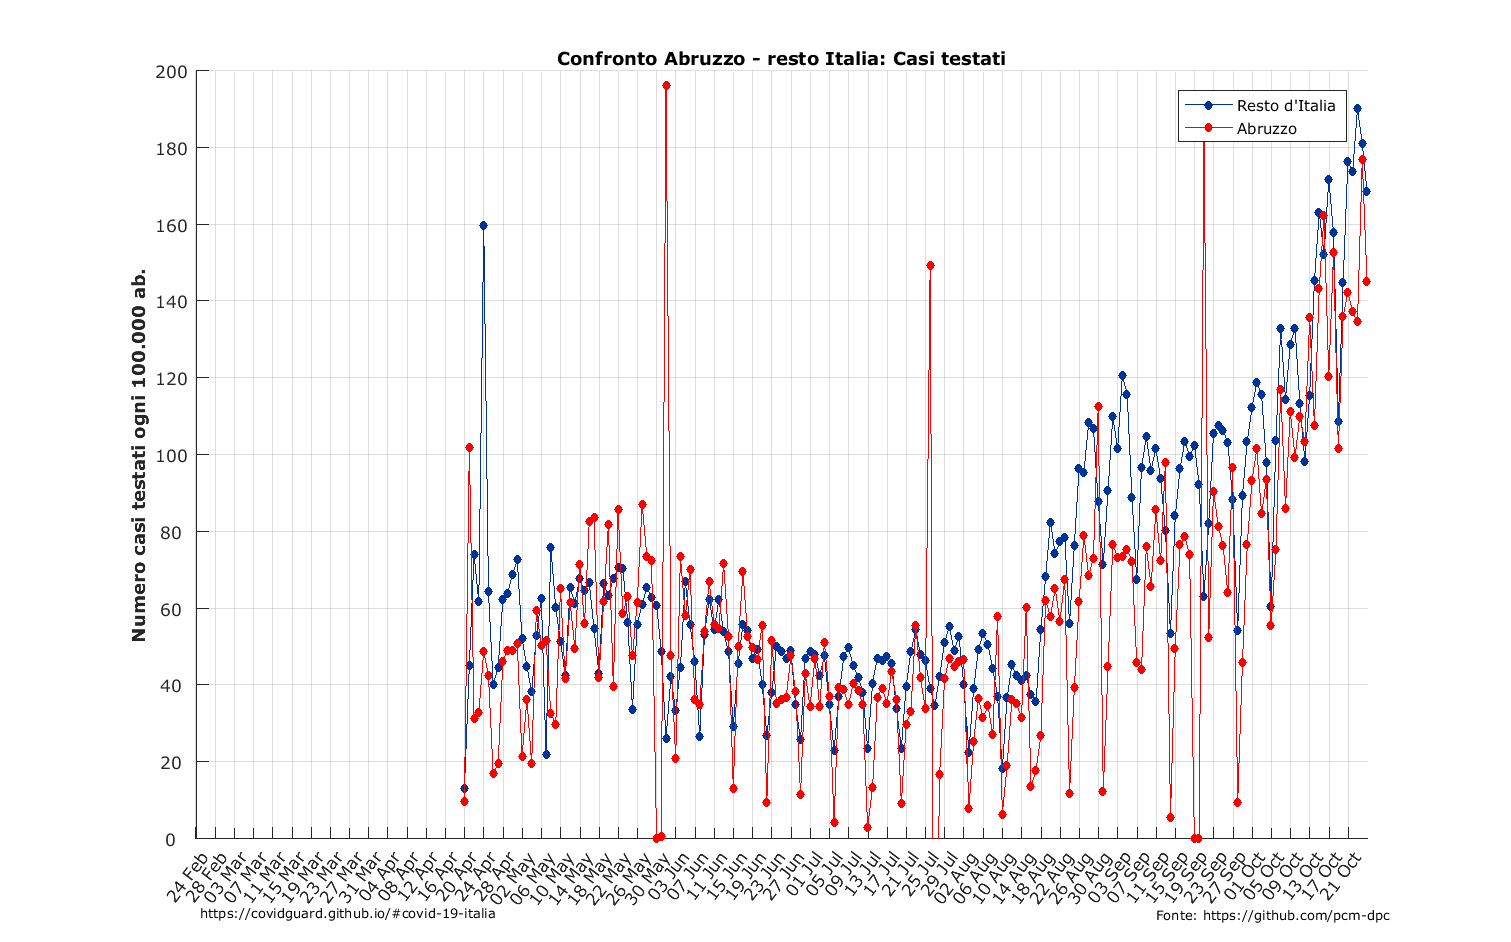 Confronto Abruzzo - resto Italia: Casi testati
Resto d'Italia
Abruzzo
Numero casi testati ogni 100.000 ab.
200
180
160
140
120
100
80
60
40
20
0
24 Feb
28 Feb
03 Mar
07 Mar
11 Mar
15 Mar
19 Mar
23 Mar
27 Mar
31 Mar
04 Apr
08 Apr
12 Apr
16 Apr
20 Apr
24 Apr
28 Apr
02 May
06 May
10 May
14 May
18 May
22 May
26 May
30 May
03 Jun
07 Jun
11 Jun
15 Jun
19 Jun
23 Jun
27 Jun
01 Jul
05 Jul
09 Jul
13 Jul
17 Jul
21 Jul
25 Jul
29 Jul
02 Aug
06 Aug
10 Aug
14 Aug
18 Aug
22 Aug
26 Aug
30 Aug
03 Sep
07 Sep
11 Sep
15 Sep
19 Sep
23 Sep
27 Sep
01 Oct
05 Oct
09 Oct
13 Oct
17 Oct
21 Oct
https://covidguard.github.io/#covid-19-italia
Fonte: https://github.com/pcm-dpc